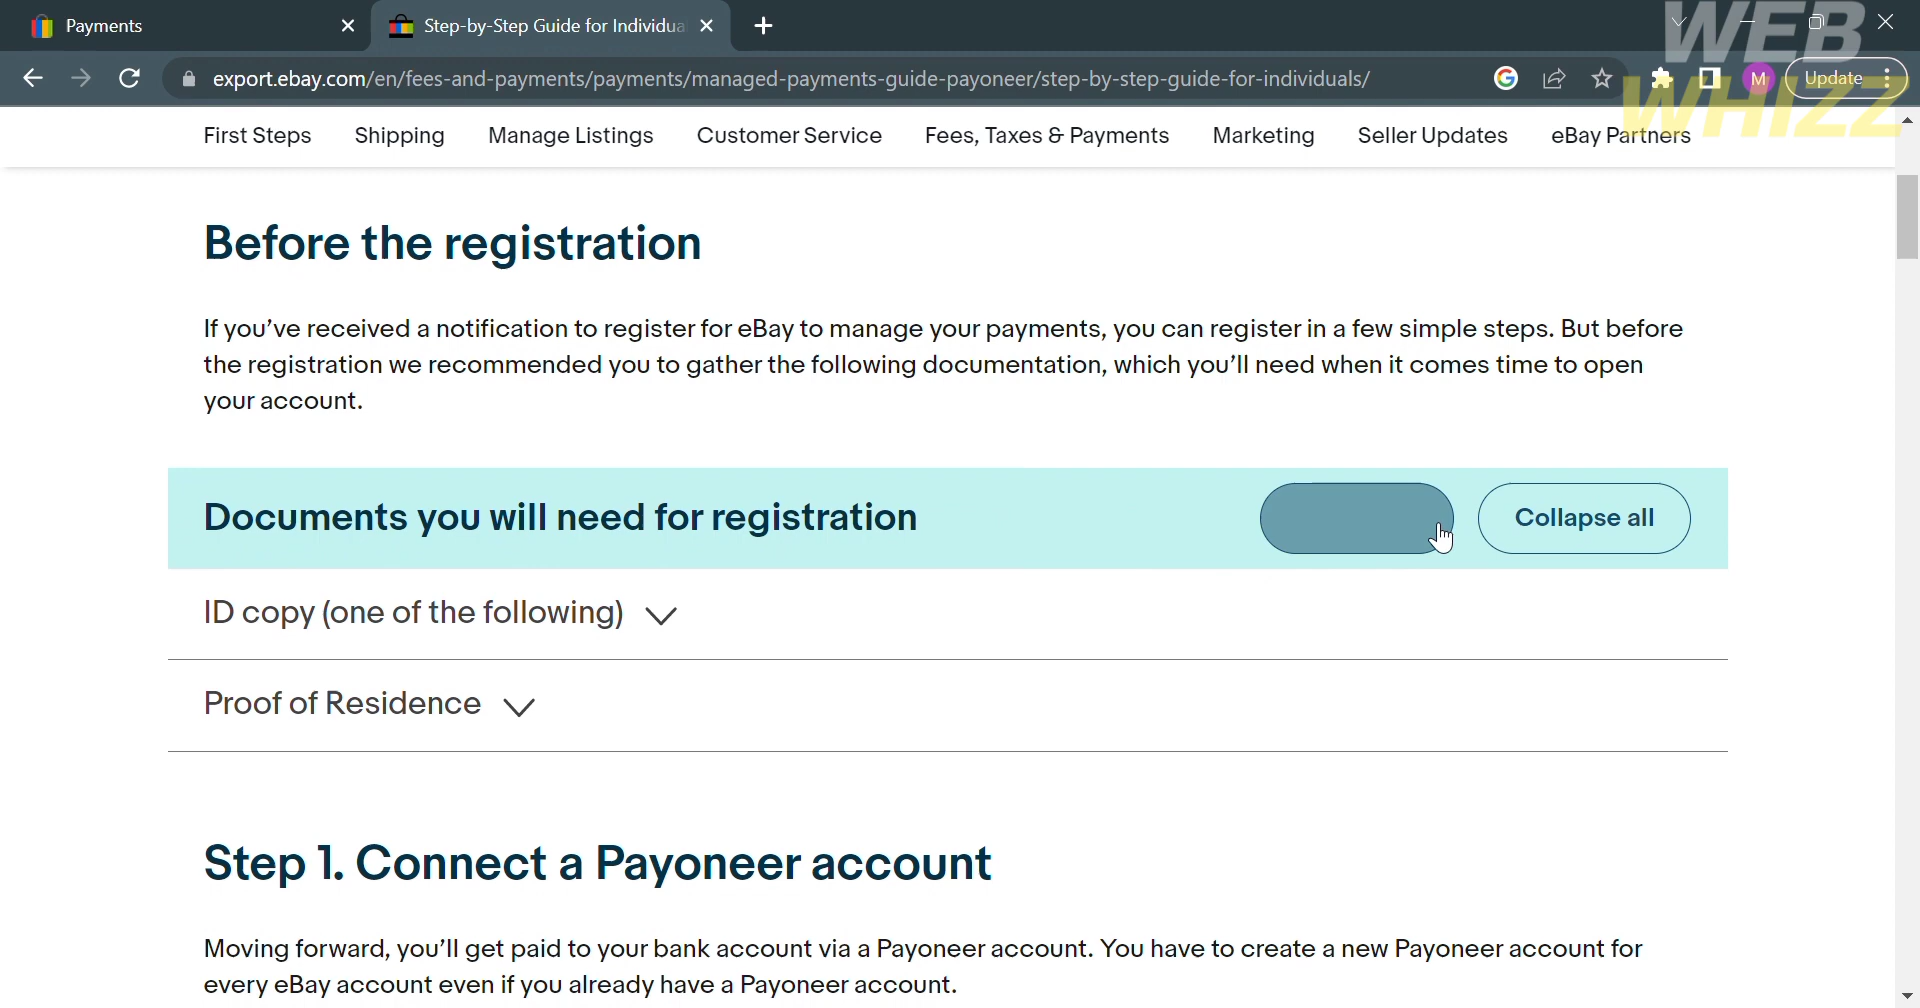 Payments
Step-by-Step Guide for Individua
WEB
WHIZZ
export.ebay.com/en/fees-and-payments/payments/managed-payments-guide-payoneer/step-by-step-guide-for-individuals/
M
Update
First Steps
Shipping
Manage Listings
Customer Service
Fees, Taxes & Payments
Marketing
Seller Updates
eBay Partners
Before the registration
If you've received a notification to register for eBay to manage your payments, you can register in a few simple steps. But before
the registration we recommended you to gather the following documentation, which you'll need when it comes time to open
your account.
Documents you will need for registration
Collapse all
ID copy (one of the following)
Proof of Residence
Step 1. Connect a Payoneer account
Moving forward, you'll get paid to your bank account via a Payoneer account. You have to create a new Payoneer account for
every eBay account even if you already have a Payoneer account.